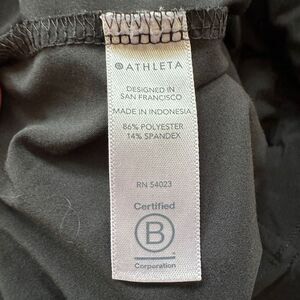 ATHLETA
DESIGNED IN
SAN FRANCISCO
MADE IN INDONESIA
86% POLYESTER
14% SPANDEX
RN 54023
Certified
B
Corporation